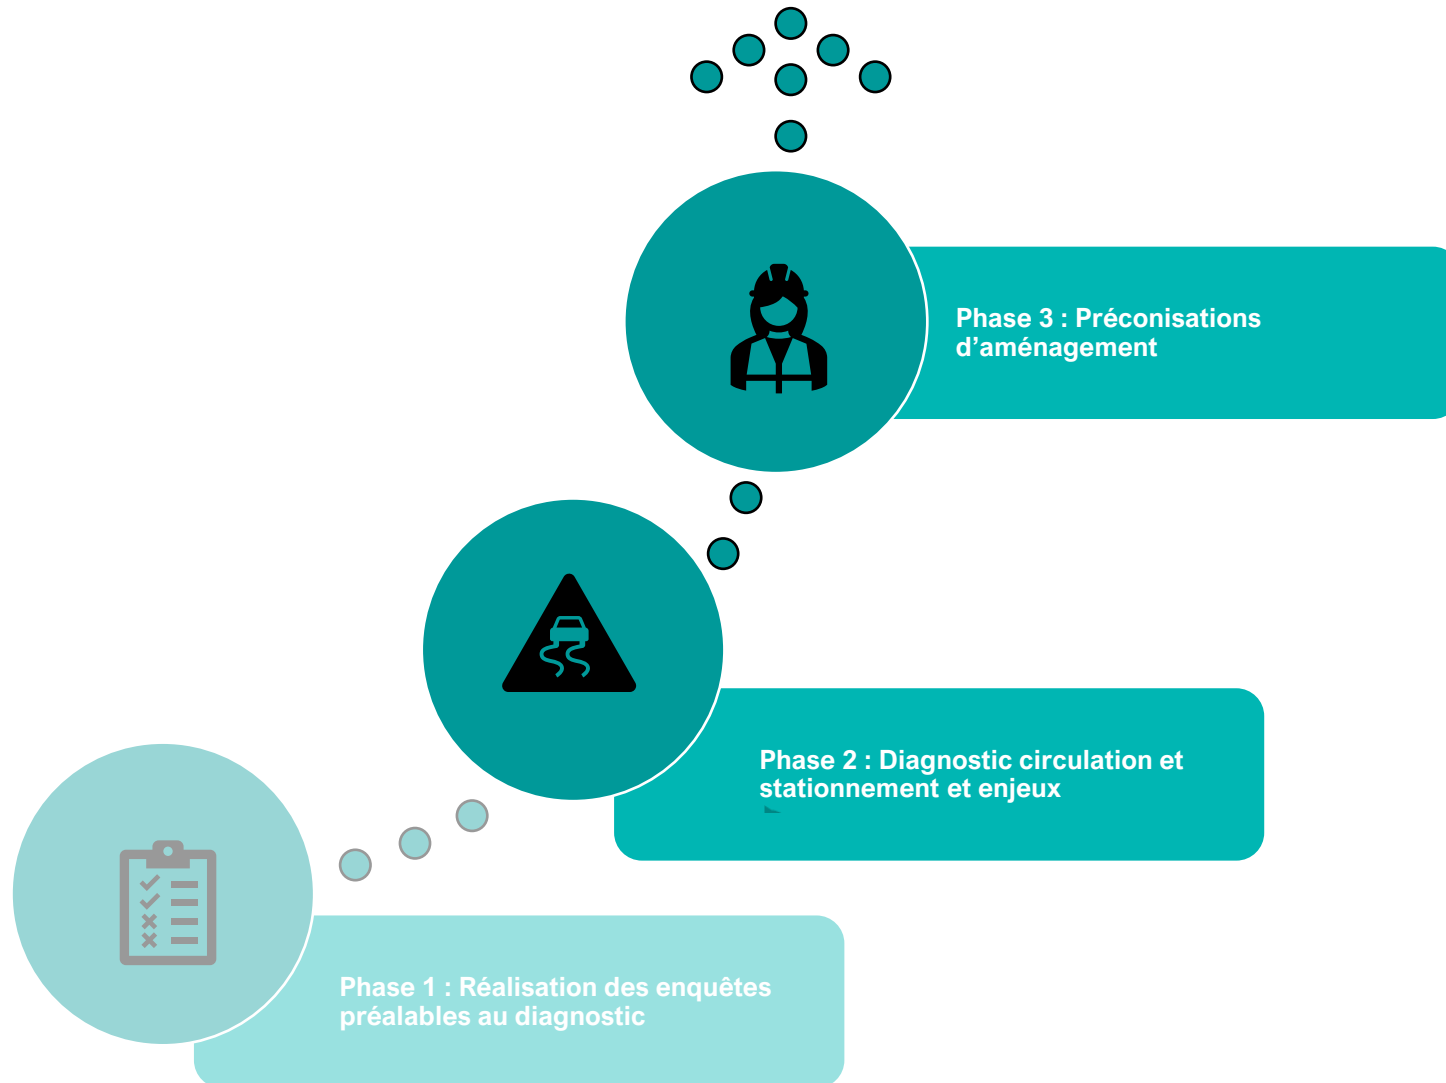 Phase 3 : Préconisations
d’aménagement
Phase 2 : Diagnostic circulation et
stationnement et enjeux
Phase 1 : Réalisation des enquêtes
préalables au diagnostic